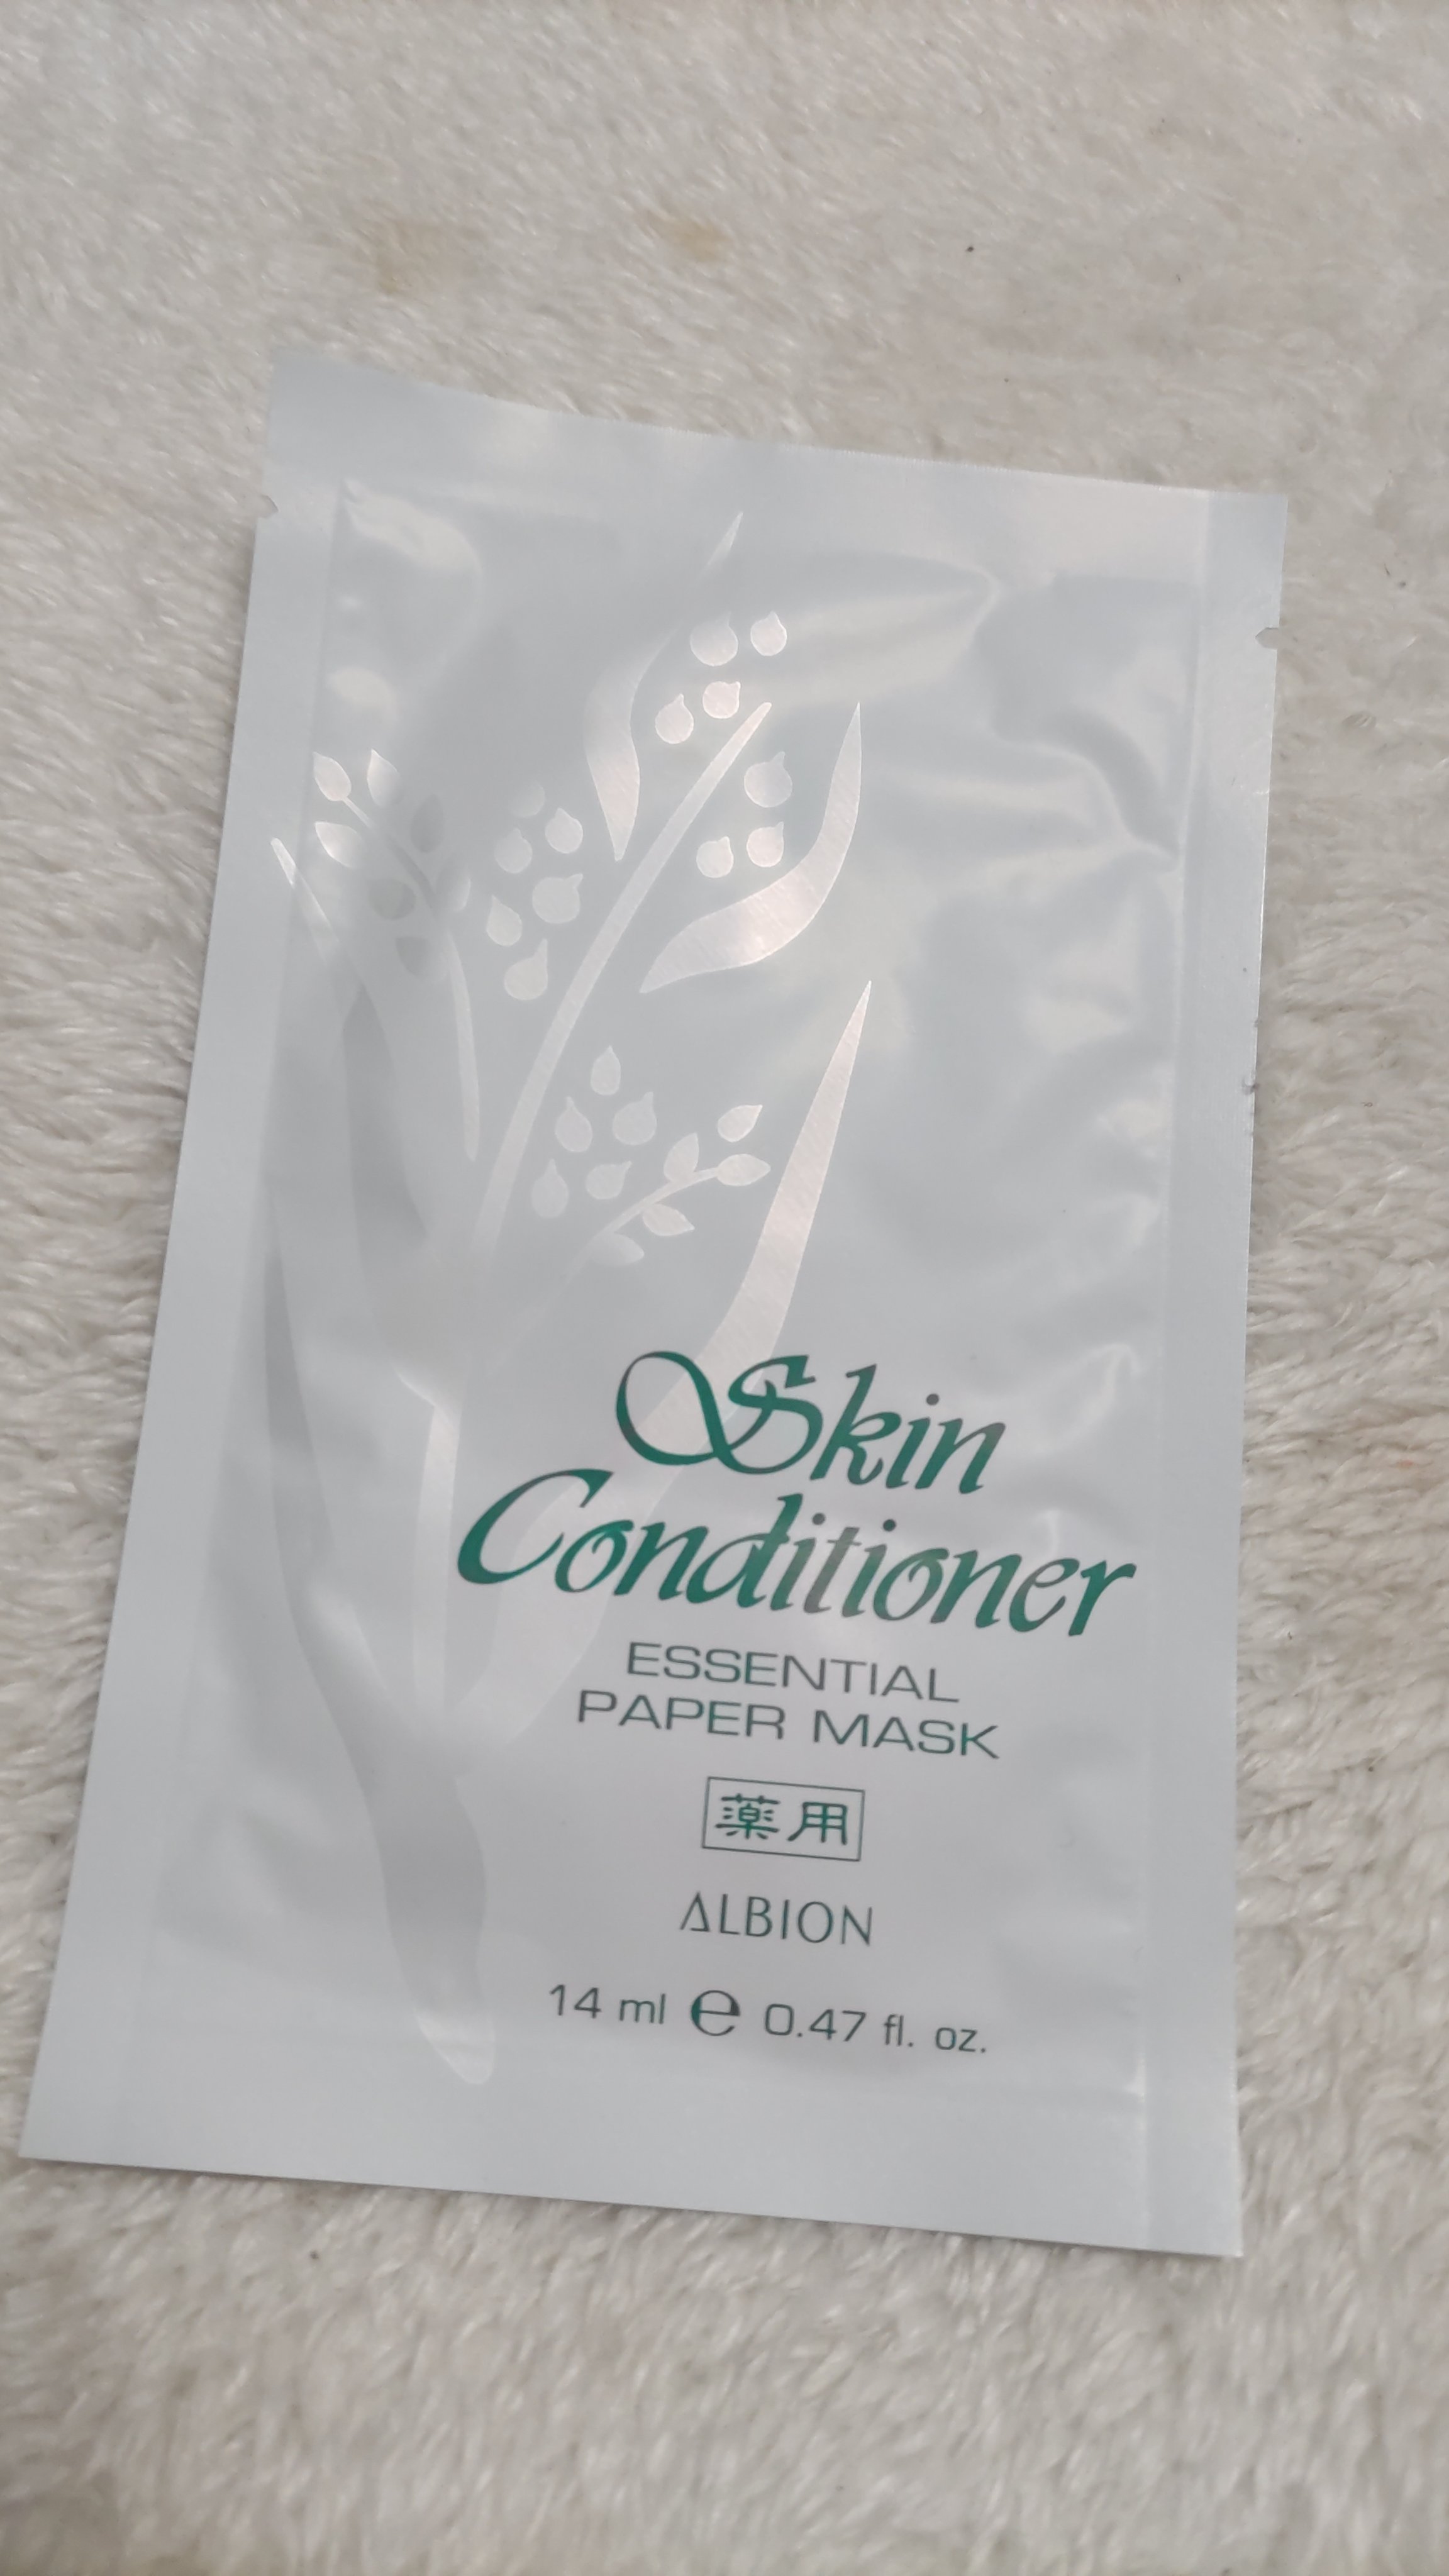 Skin
Conditioner
ESSENTIAL
PAPER MASK
薬用
ALBION
14 ml ℮ 0.47 fl. oz.